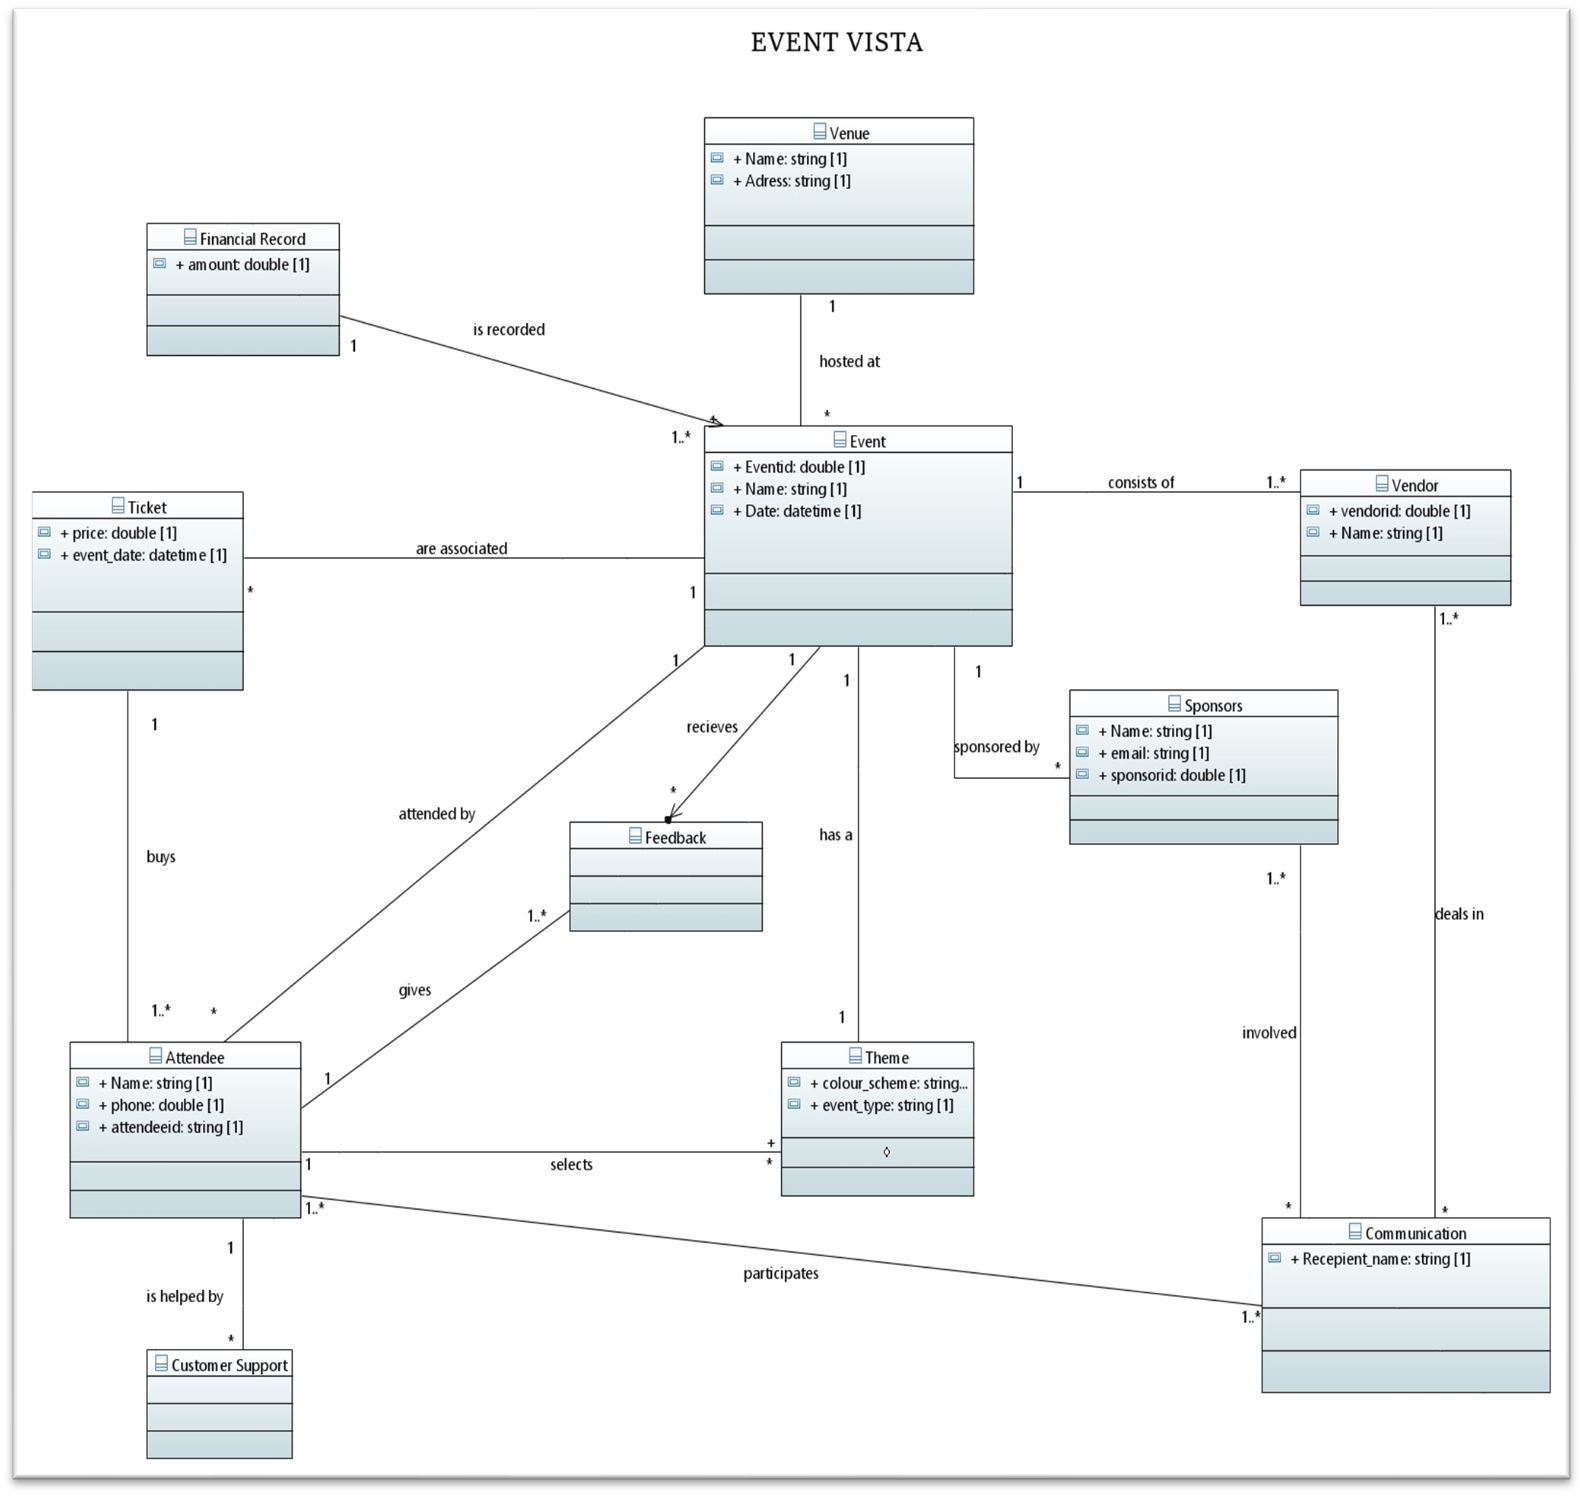 EVENT VISTA
Venue
+ Name: string [1]
+ Adress: string [1]
Financial Record
+ amount: double [1]
is recorded
1
1
hosted at
*
1..*
+
Event
+ Eventid: double [1]
+ Name: string [1]
+ Date: datetime [1]
1
consists of
1..*
Vendor
+ vendorid: double [1]
+ Name: string [1]
Ticket
+ price: double [1]
+ event_date: datetime [1]
are associated
*
1
1..*
1
1
1
1
1
recieves
*
sponsored by
*
Sponsors
+ Name: string [1]
+ email: string [1]
+ sponsorid: double [1]
attended by
buys
Feedback
has a
1..*
1..*
deals in
gives
1..*
*
1
involved
Attendee
+ Name: string [1]
+ phone: double [1]
+ attendeeid: string [1]
1
Theme
+ colour_scheme: string...
+ event_type: string [1]
+
1
selects
*
1..*
*
*
participates
1..*
Communication
+ Recepient_name: string [1]
1
is helped by
*
Customer Support